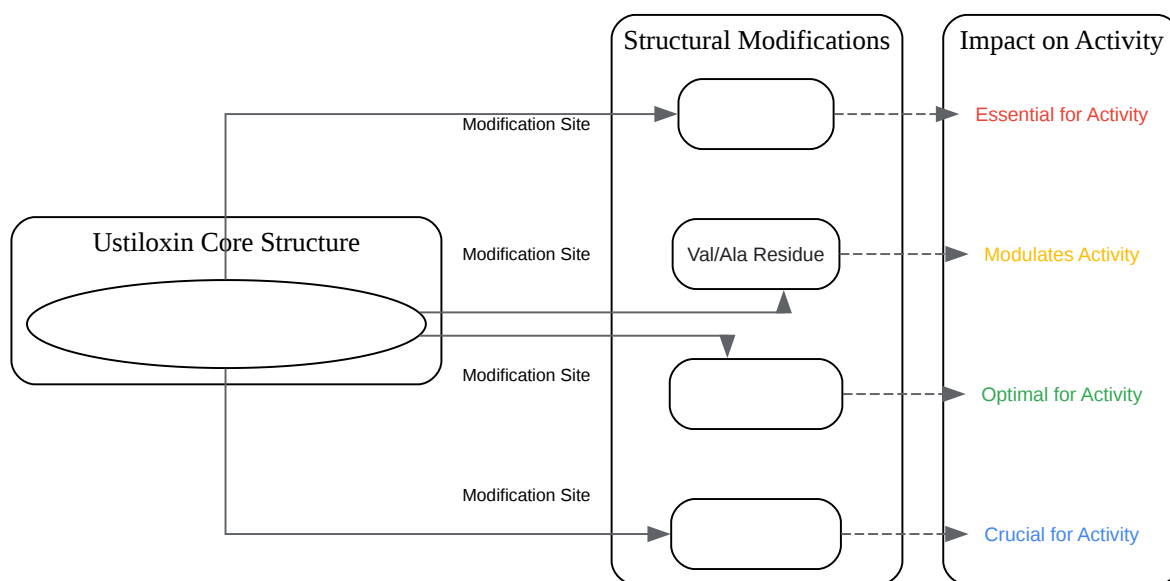 Structural Modifications
Impact on Activity
Modification Site
Essential for Activity
Ustiloxin Core Structure
Modification Site
Val/Ala Residue
Modulates Activity
Modification Site
Optimal for Activity
Modification Site
Crucial for Activity